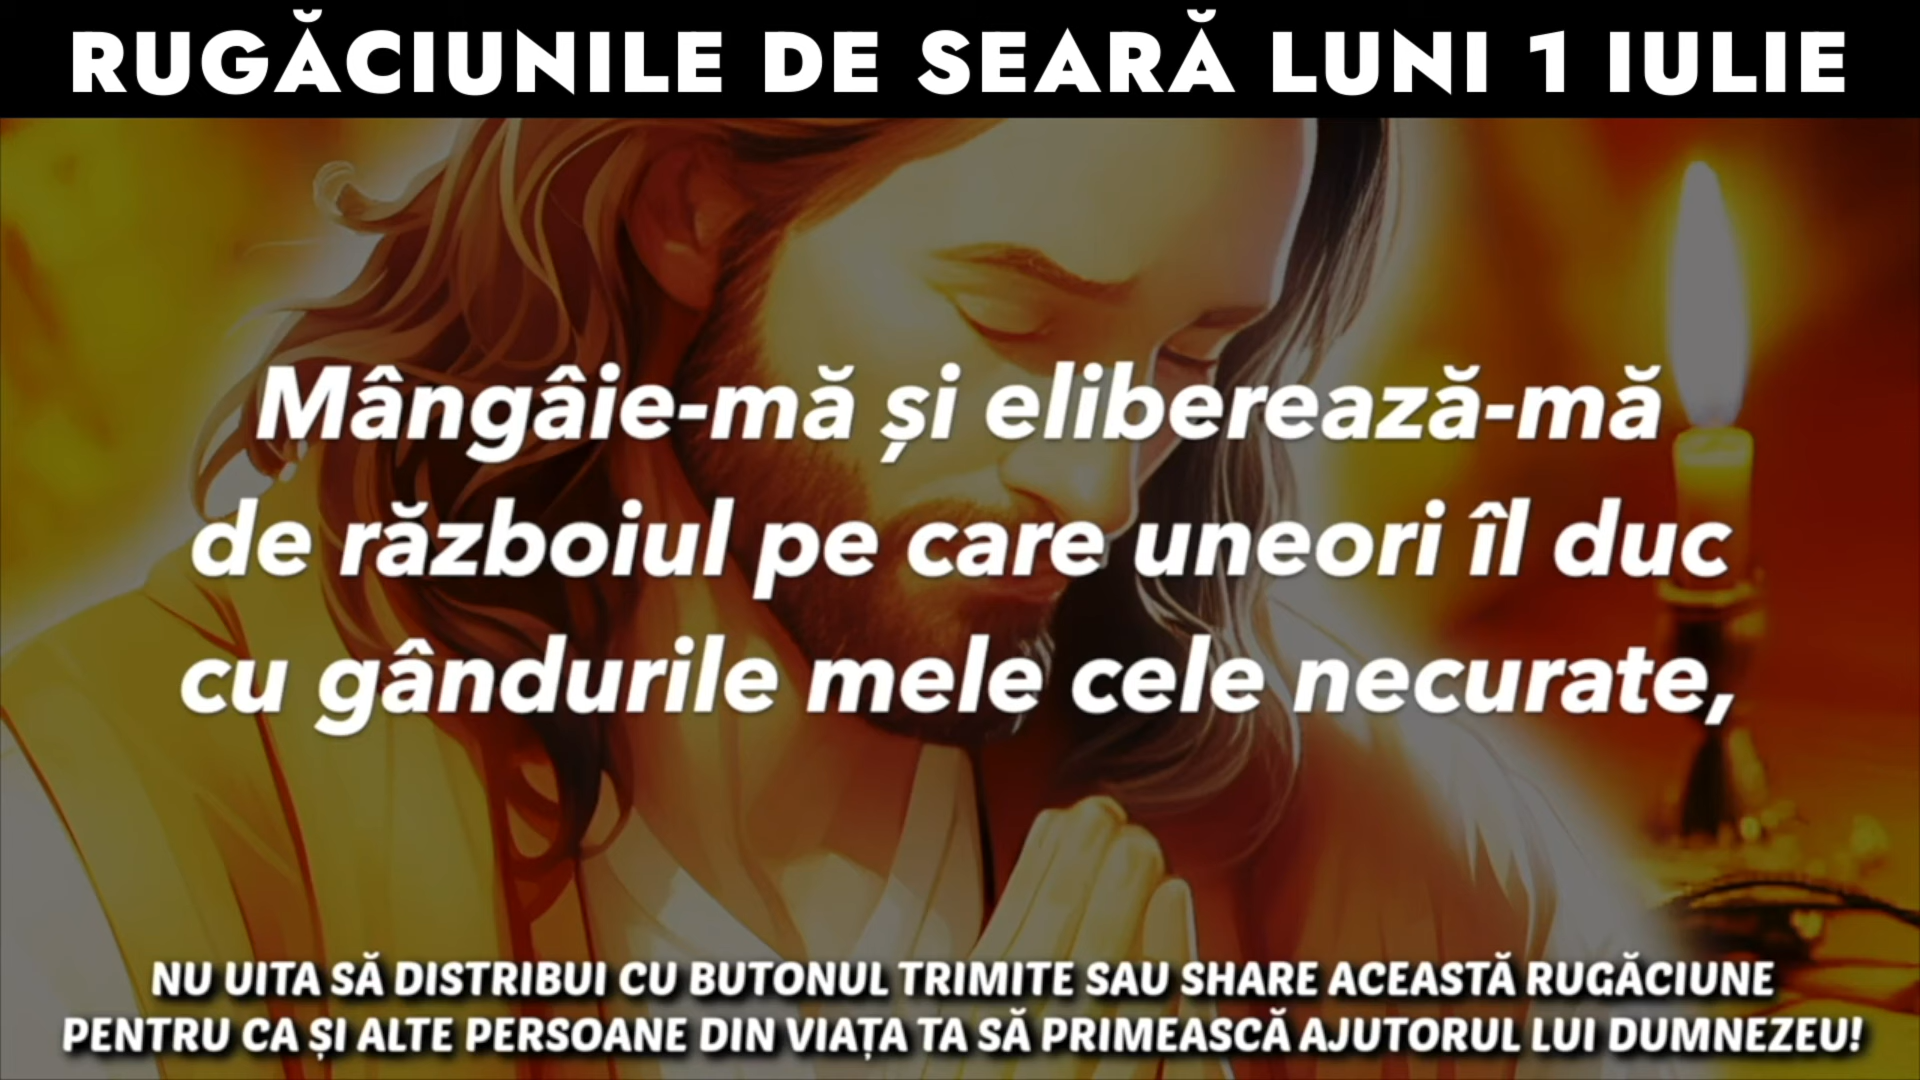 RUGĂCIUNILE DE SEARĂ LUNI 1 IULIE
Mângâie-mă și eliberează-mă
de războiul pe care uneori îl duc
cu gândurile mele cele necurate,
NU UITA SĂ DISTRIBUI CU BUTONUL TRIMITE SAU SHARE ACEASTĂ RUGĂCIUNE
PENTRU CA ȘI ALTE PERSOANE DIN VIAȚA TA SĂ PRIMEASCĂ AJUTORUL LUI DUMNEZEU!